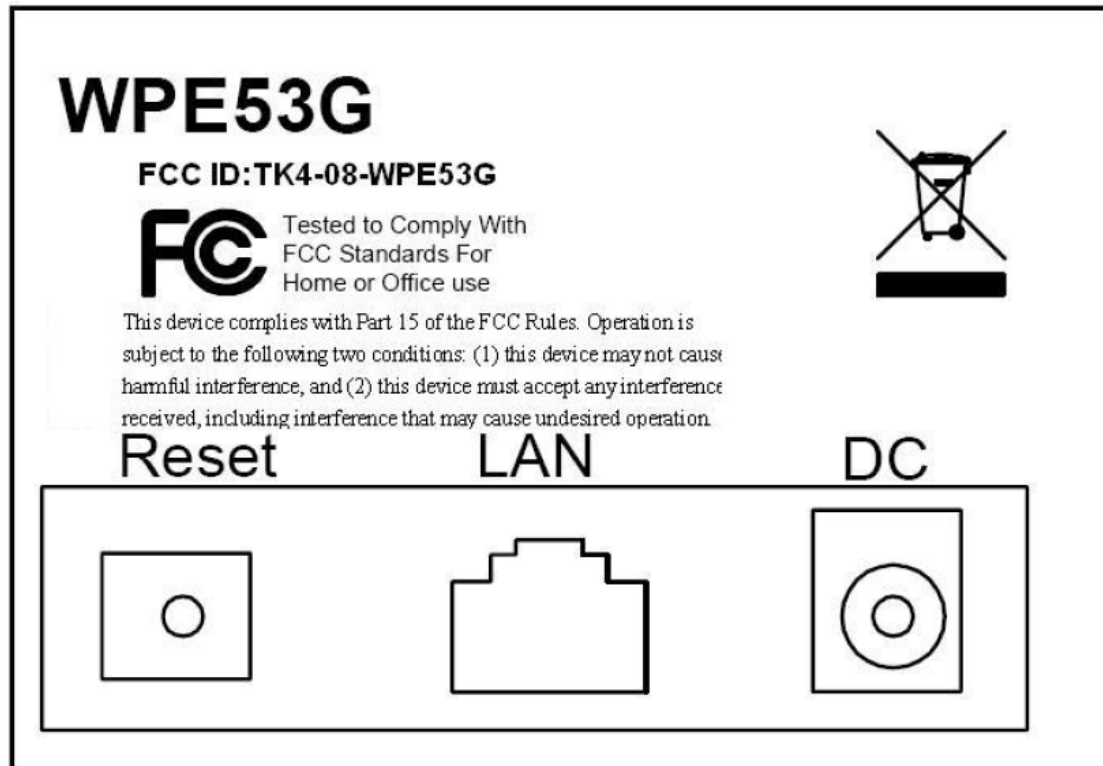 WPE53G
FCC ID:TK4-08-WPE53G
FC Tested to Comply With
FCC Standards For
Home or Office use
This device complies with Part 15 of the FCC Rules. Operation is
subject to the following two conditions: (1) this device may not cause
harmful interference, and (2) this device must accept any interference
received, including interference that may cause undesired operation.
Reset LAN DC